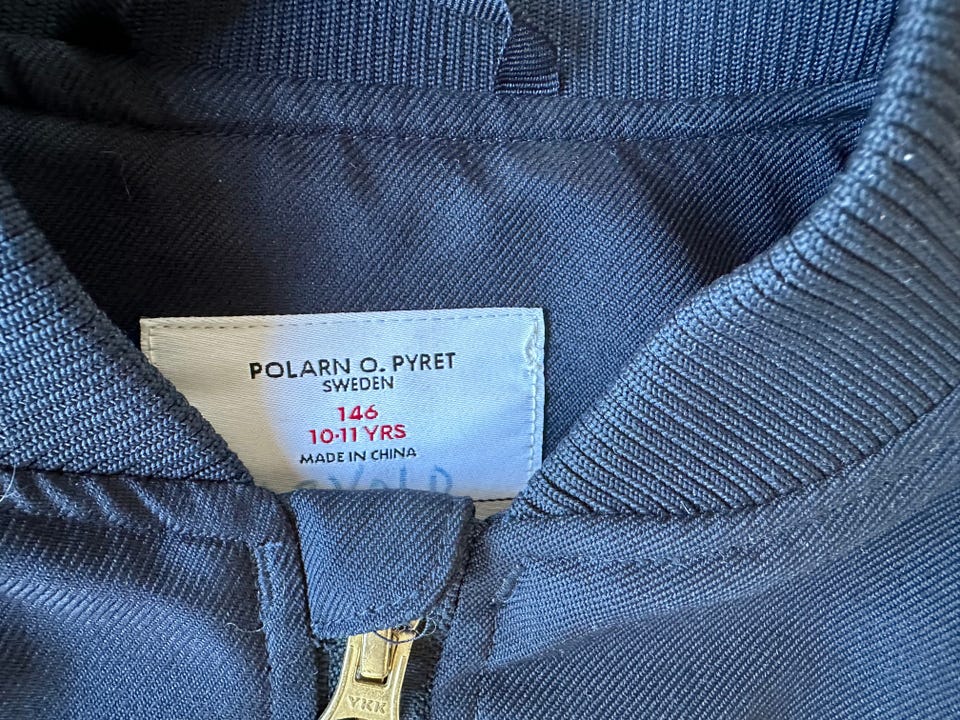 POLARN O. PYRET
SWEDEN
146
10-11 YRS
MADE IN CHINA
YKK